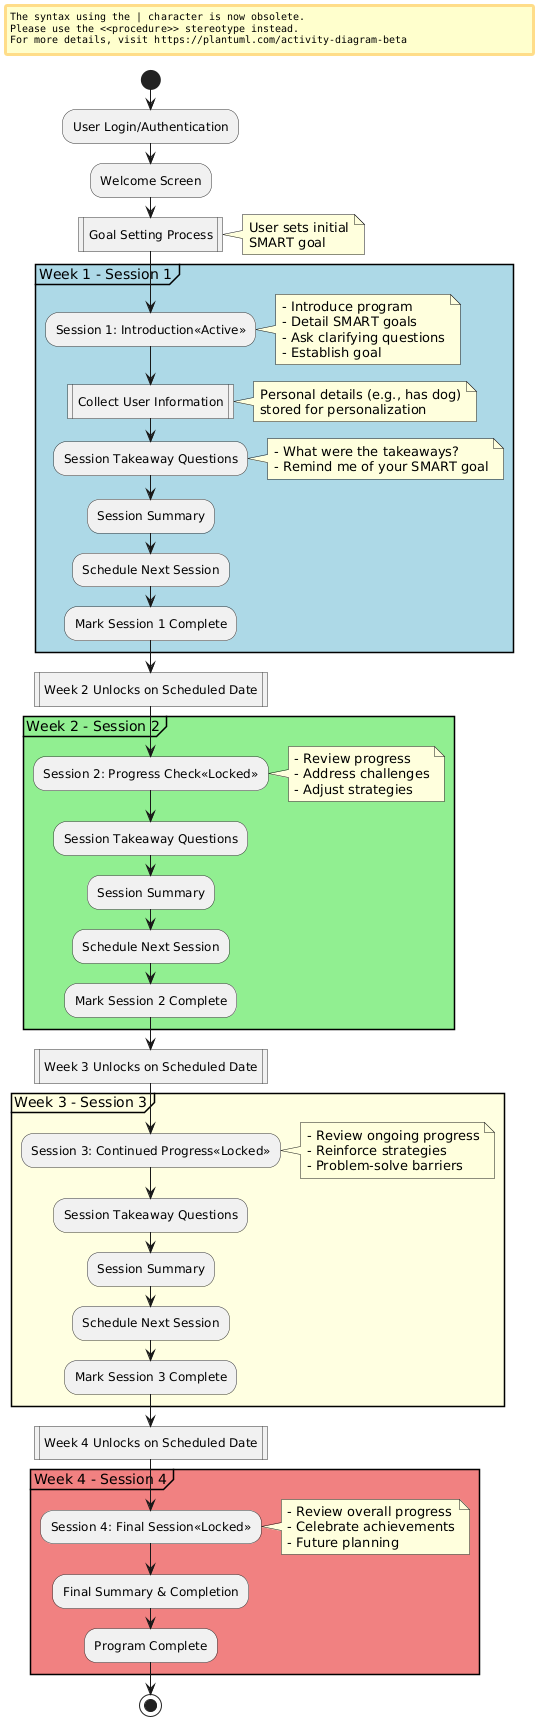 The syntax using the | character is now obsolete.
Please use the <<procedure>> stereotype instead.
For more details, visit https://plantuml.com/activity-diagram-beta
User Login/Authentication
Welcome Screen
Goal Setting Process
User sets initial
SMART goal
Week 1 - Session 1
Session 1: Introduction«Active»
- Introduce program
- Detail SMART goals
- Ask clarifying questions
- Establish goal
Collect User Information
Personal details (e.g., has dog)
stored for personalization
Session Takeaway Questions
- What were the takeaways?
- Remind me of your SMART goal
Session Summary
Schedule Next Session
Mark Session 1 Complete
Week 2 Unlocks on Scheduled Date
Week 2 - Session 2
Session 2: Progress Check«Locked»
- Review progress
- Address challenges
- Adjust strategies
Session Takeaway Questions
Session Summary
Schedule Next Session
Mark Session 2 Complete
Week 3 Unlocks on Scheduled Date
Week 3 - Session 3
Session 3: Continued Progress«Locked»
- Review ongoing progress
- Reinforce strategies
- Problem-solve barriers
Session Takeaway Questions
Session Summary
Schedule Next Session
Mark Session 3 Complete
Week 4 Unlocks on Scheduled Date
Week 4 - Session 4
Session 4: Final Session«Locked»
- Review overall progress
- Celebrate achievements
- Future planning
Final Summary & Completion
Program Complete